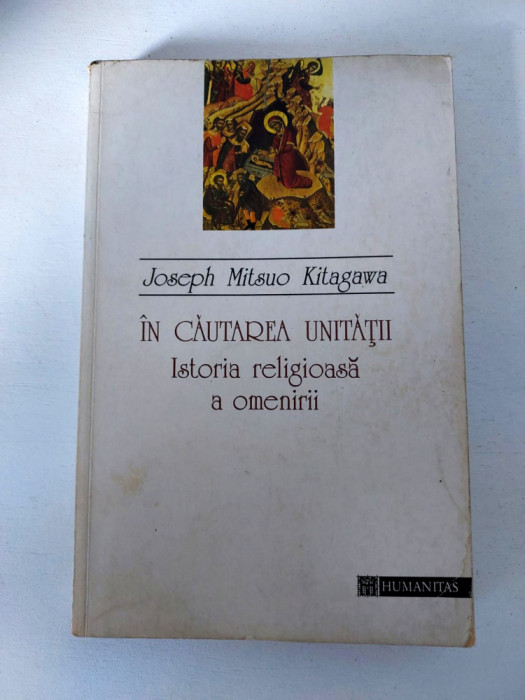 Joseph Mitsuo Kitagawa
ÎN CĂUTAREA UNITĂŢII
Istoria religioasă
a omenirii
HUMANITAS